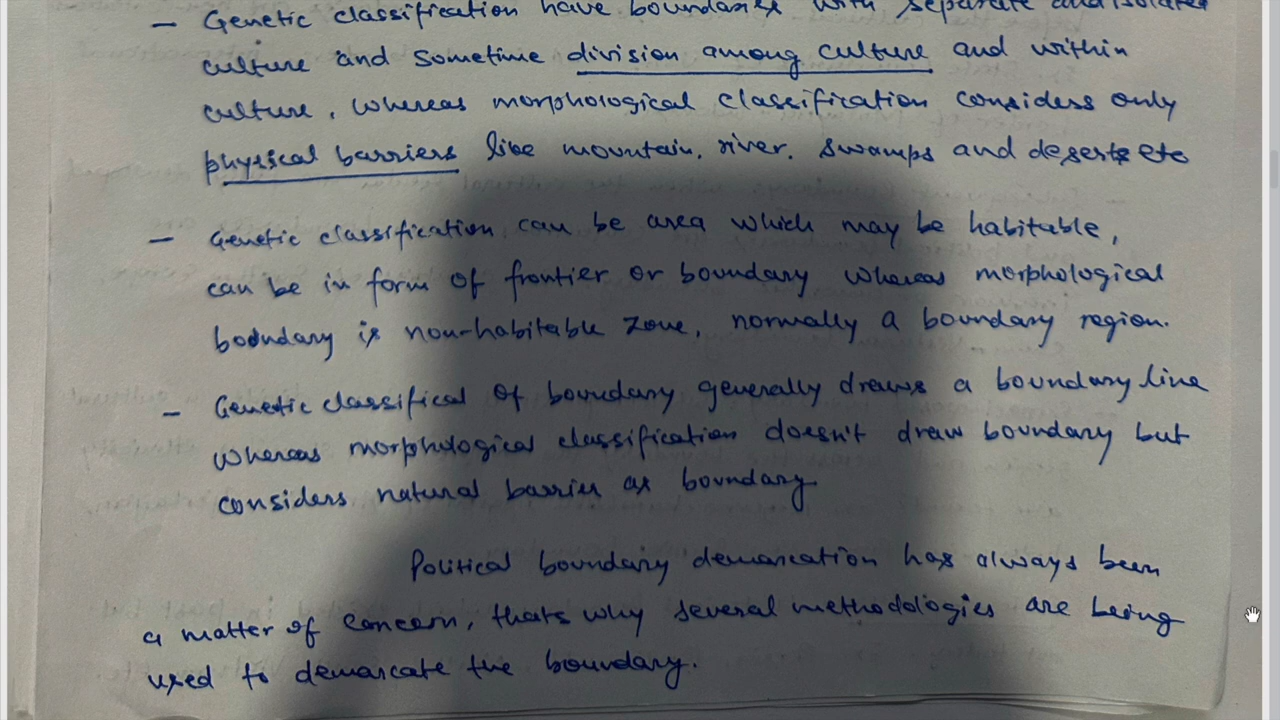 - Genetic classification have boundaries with separate and isolated
culture and sometime division among culture and within
culture, whereas morphological classification considers only
physical barriers like mountain, river, swamps and deserts etc
- Genetic classification can be area which may be habitable,
can be in form of frontier or boundary whereas morphological
boundary is non-habitable zone, normally a boundary region.
- Genetic classifical of boundary generally draws a boundary line
whereas morphological classification doesn't draw boundary but
considers natural barrier as boundary
Political boundary demarcation has always been
a matter of concern, thats why several methodologies are being
used to demarcate the boundary.